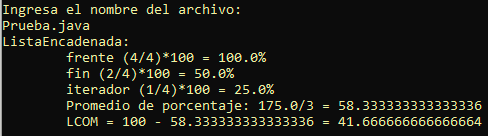 Ingresa el nombre del archivo:
Prueba.java
ListaEncadenada:
frente (4/4)*100 = 100.0%
fin (2/4)*100 = 50.0%
iterador (1/4)*100 = 25.0%
Promedio de porcentaje: 175.0/3 = 58.333333333333336
LCOM = 100 - 58.333333333333336 = 41.666666666666664